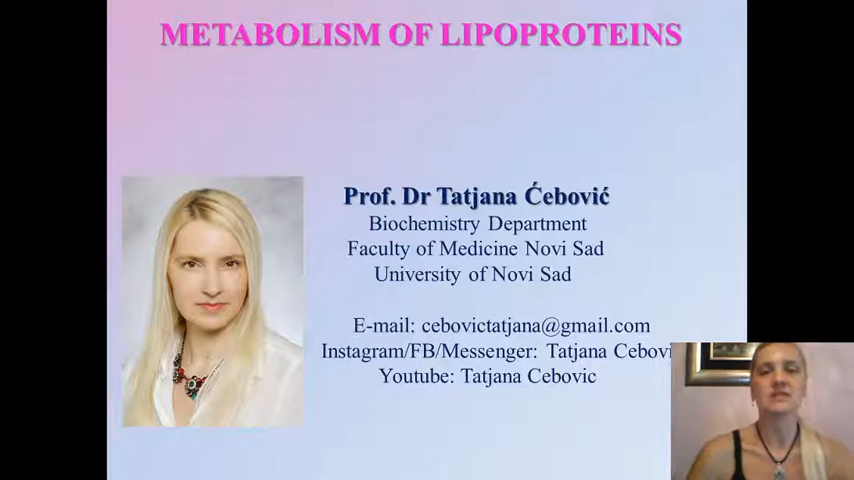 METABOLISM OF LIPOPROTEINS
Prof. Dr Tatjana Ćebović
Biochemistry Department
Faculty of Medicine Novi Sad
University of Novi Sad
E-mail: cebovictatjana@gmail.com
Instagram/FB/Messenger: Tatjana Cebovi
Youtube: Tatjana Cebovic